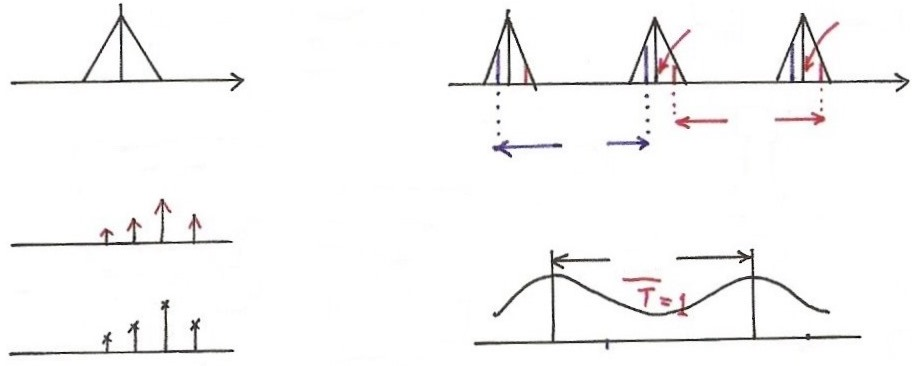 T = 1